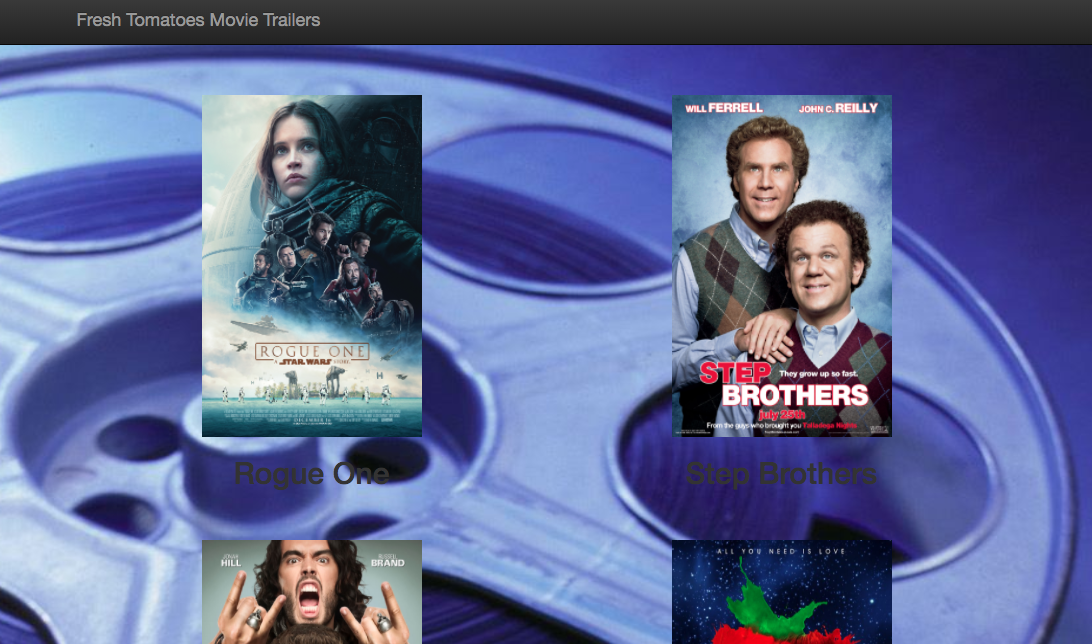 Fresh Tomatoes Movie Trailers
WILL FERRELL JOHN C. REILLY
ROGUE ONE
A STAR WARS STORY
STEP They grow up so fast.
BROTHERS
july 25th
From the guys who brought you Talladega Nights
Rogue One
Step Brothers
JONAH HILL
RUSSELL BRAND
ALL YOU NEED IS LOVE